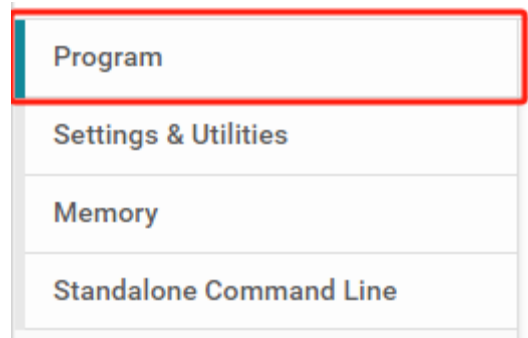 Program
Settings & Utilities
Memory
Standalone Command Line